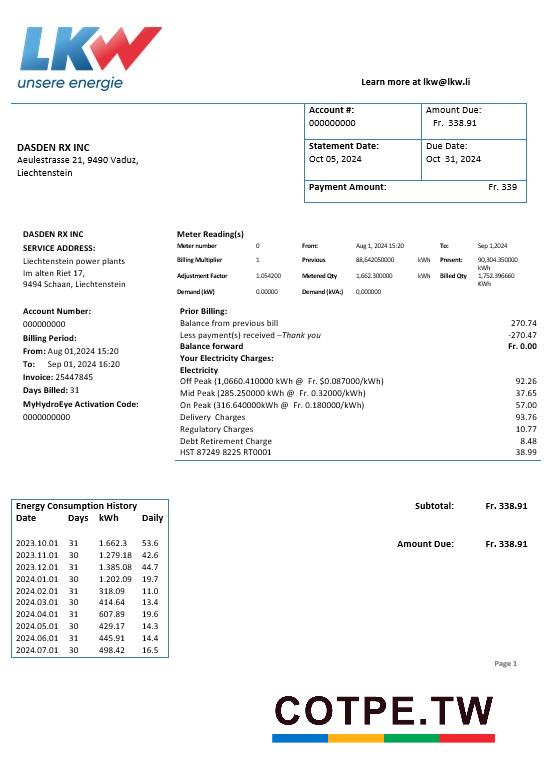 LKW
unsere energie
Learn more at lkw@lkw.li
Account #:
000000000
Amount Due:
Fr. 338.91
DASDEN RX INC
Aeulestrasse 21, 9490 Vaduz,
Liechtenstein
Statement Date:
Oct 05, 2024
Due Date:
Oct 31, 2024
Payment Amount: Fr. 339
DASDEN RX INC
SERVICE ADDRESS:
Liechtenstein power plants
Im alten Riet 17,
9494 Schaan, Liechtenstein
Account Number:
000000000
Billing Period:
From: Aug 01,2024 15:20
To: Sep 01, 2024 16:20
Invoice: 25447845
Days Billed: 31
MyHydroEye Activation Code:
0000000000
Meter Reading(s)
Meter number 0 From: Aug 1, 2024 15:20 To: Sep 1,2024
Billing Multiplier 1 Previous 88,642050000 kWh Present: 90,304.350000 kWh
Adjustment Factor 1.054200 Metered Qty 1,662.300000 kWh Billed Qty 1,752.396660 KWh
Demand (kW) 0.00000 Demand (kVA:) 0,000000
Prior Billing:
Balance from previous bill 270.74
Less payment(s) received –Thank you -270.47
Balance forward Fr. 0.00
Your Electricity Charges:
Electricity
Off Peak (1,0660.410000 kWh @ Fr. $0.087000/kWh) 92.26
Mid Peak (285.250000 kWh @ Fr. 0.32000/kWh) 37.65
On Peak (316.640000kWh @ Fr. 0.180000/kWh) 57.00
Delivery Charges 93.76
Regulatory Charges 10.77
Debt Retirement Charge 8.48
HST 87249 8225 RT0001 38.99
Energy Consumption History
Date Days kWh Daily
2023.10.01 31 1.662.3 53.6
2023.11.01 30 1.279.18 42.6
2023.12.01 31 1.385.08 44.7
2024.01.01 30 1.202.09 19.7
2024.02.01 31 318.09 11.0
2024.03.01 30 414.64 13.4
2024.04.01 31 607.89 19.6
2024.05.01 30 429.17 14.3
2024.06.01 31 445.91 14.4
2024.07.01 30 498.42 16.5
Subtotal: Fr. 338.91
Amount Due: Fr. 338.91
Page 1
COTPE.TW